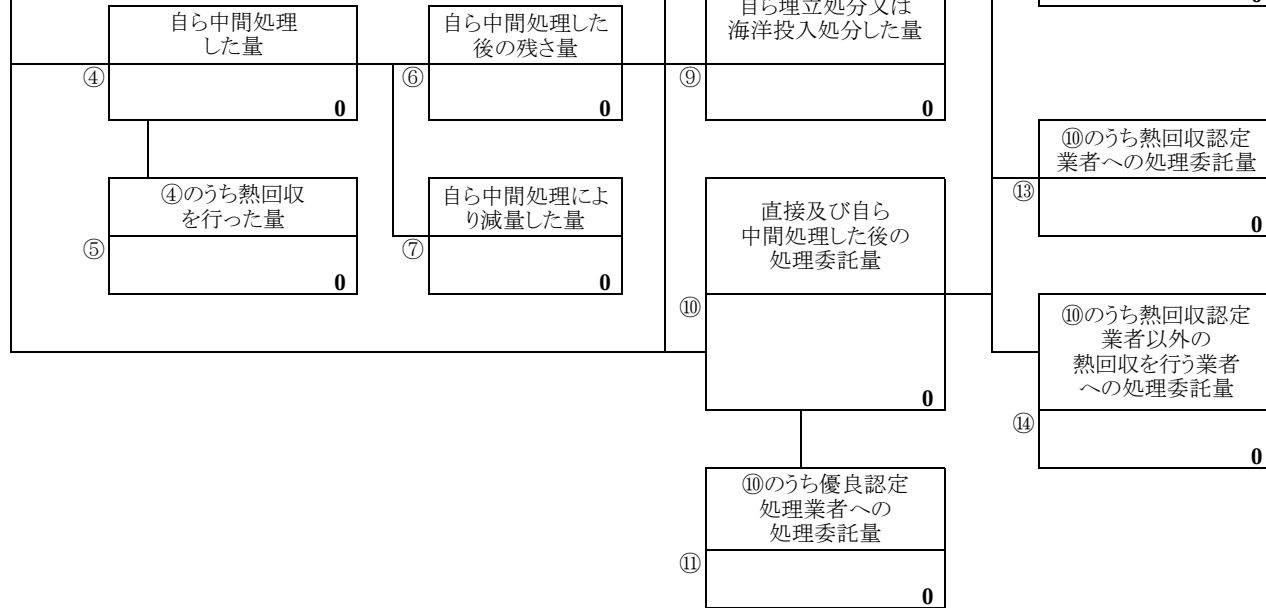 自ら中間処理
した量
④
0
自ら中間処理した
後の残さ量
⑥
0
自ら埋立処分又は
海洋投入処分した量
⑨
0
④のうち熱回収
を行った量
⑤
0
自ら中間処理によ
り減量した量
⑦
0
直接及び自ら
中間処理した後の
処理委託量
⑩
0
⑩のうち優良認定
処理業者への
処理委託量
⑪
0
⑩のうち熱回収認定
業者への処理委託量
⑬
0
⑩のうち熱回収認定
業者以外の
熱回収を行う業者
への処理委託量
⑭
0